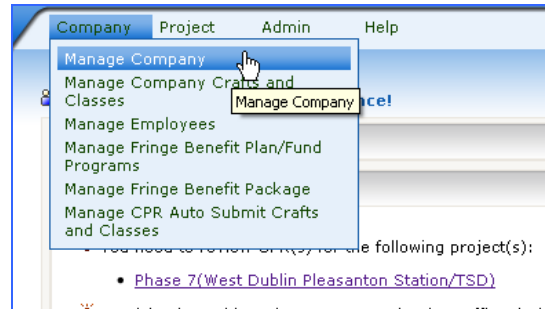 Company Project Admin Help
Manage Company
Manage Company Crafts and
Classes
Manage Company
nce!
Manage Employees
Manage Fringe Benefit Plan/Fund
Programs
Manage Fringe Benefit Package
Manage CPR Auto Submit Crafts
and Classes
You need to review CPR(s) for the following project(s):
Phase 7(West Dublin Pleasanton Station/TSD)